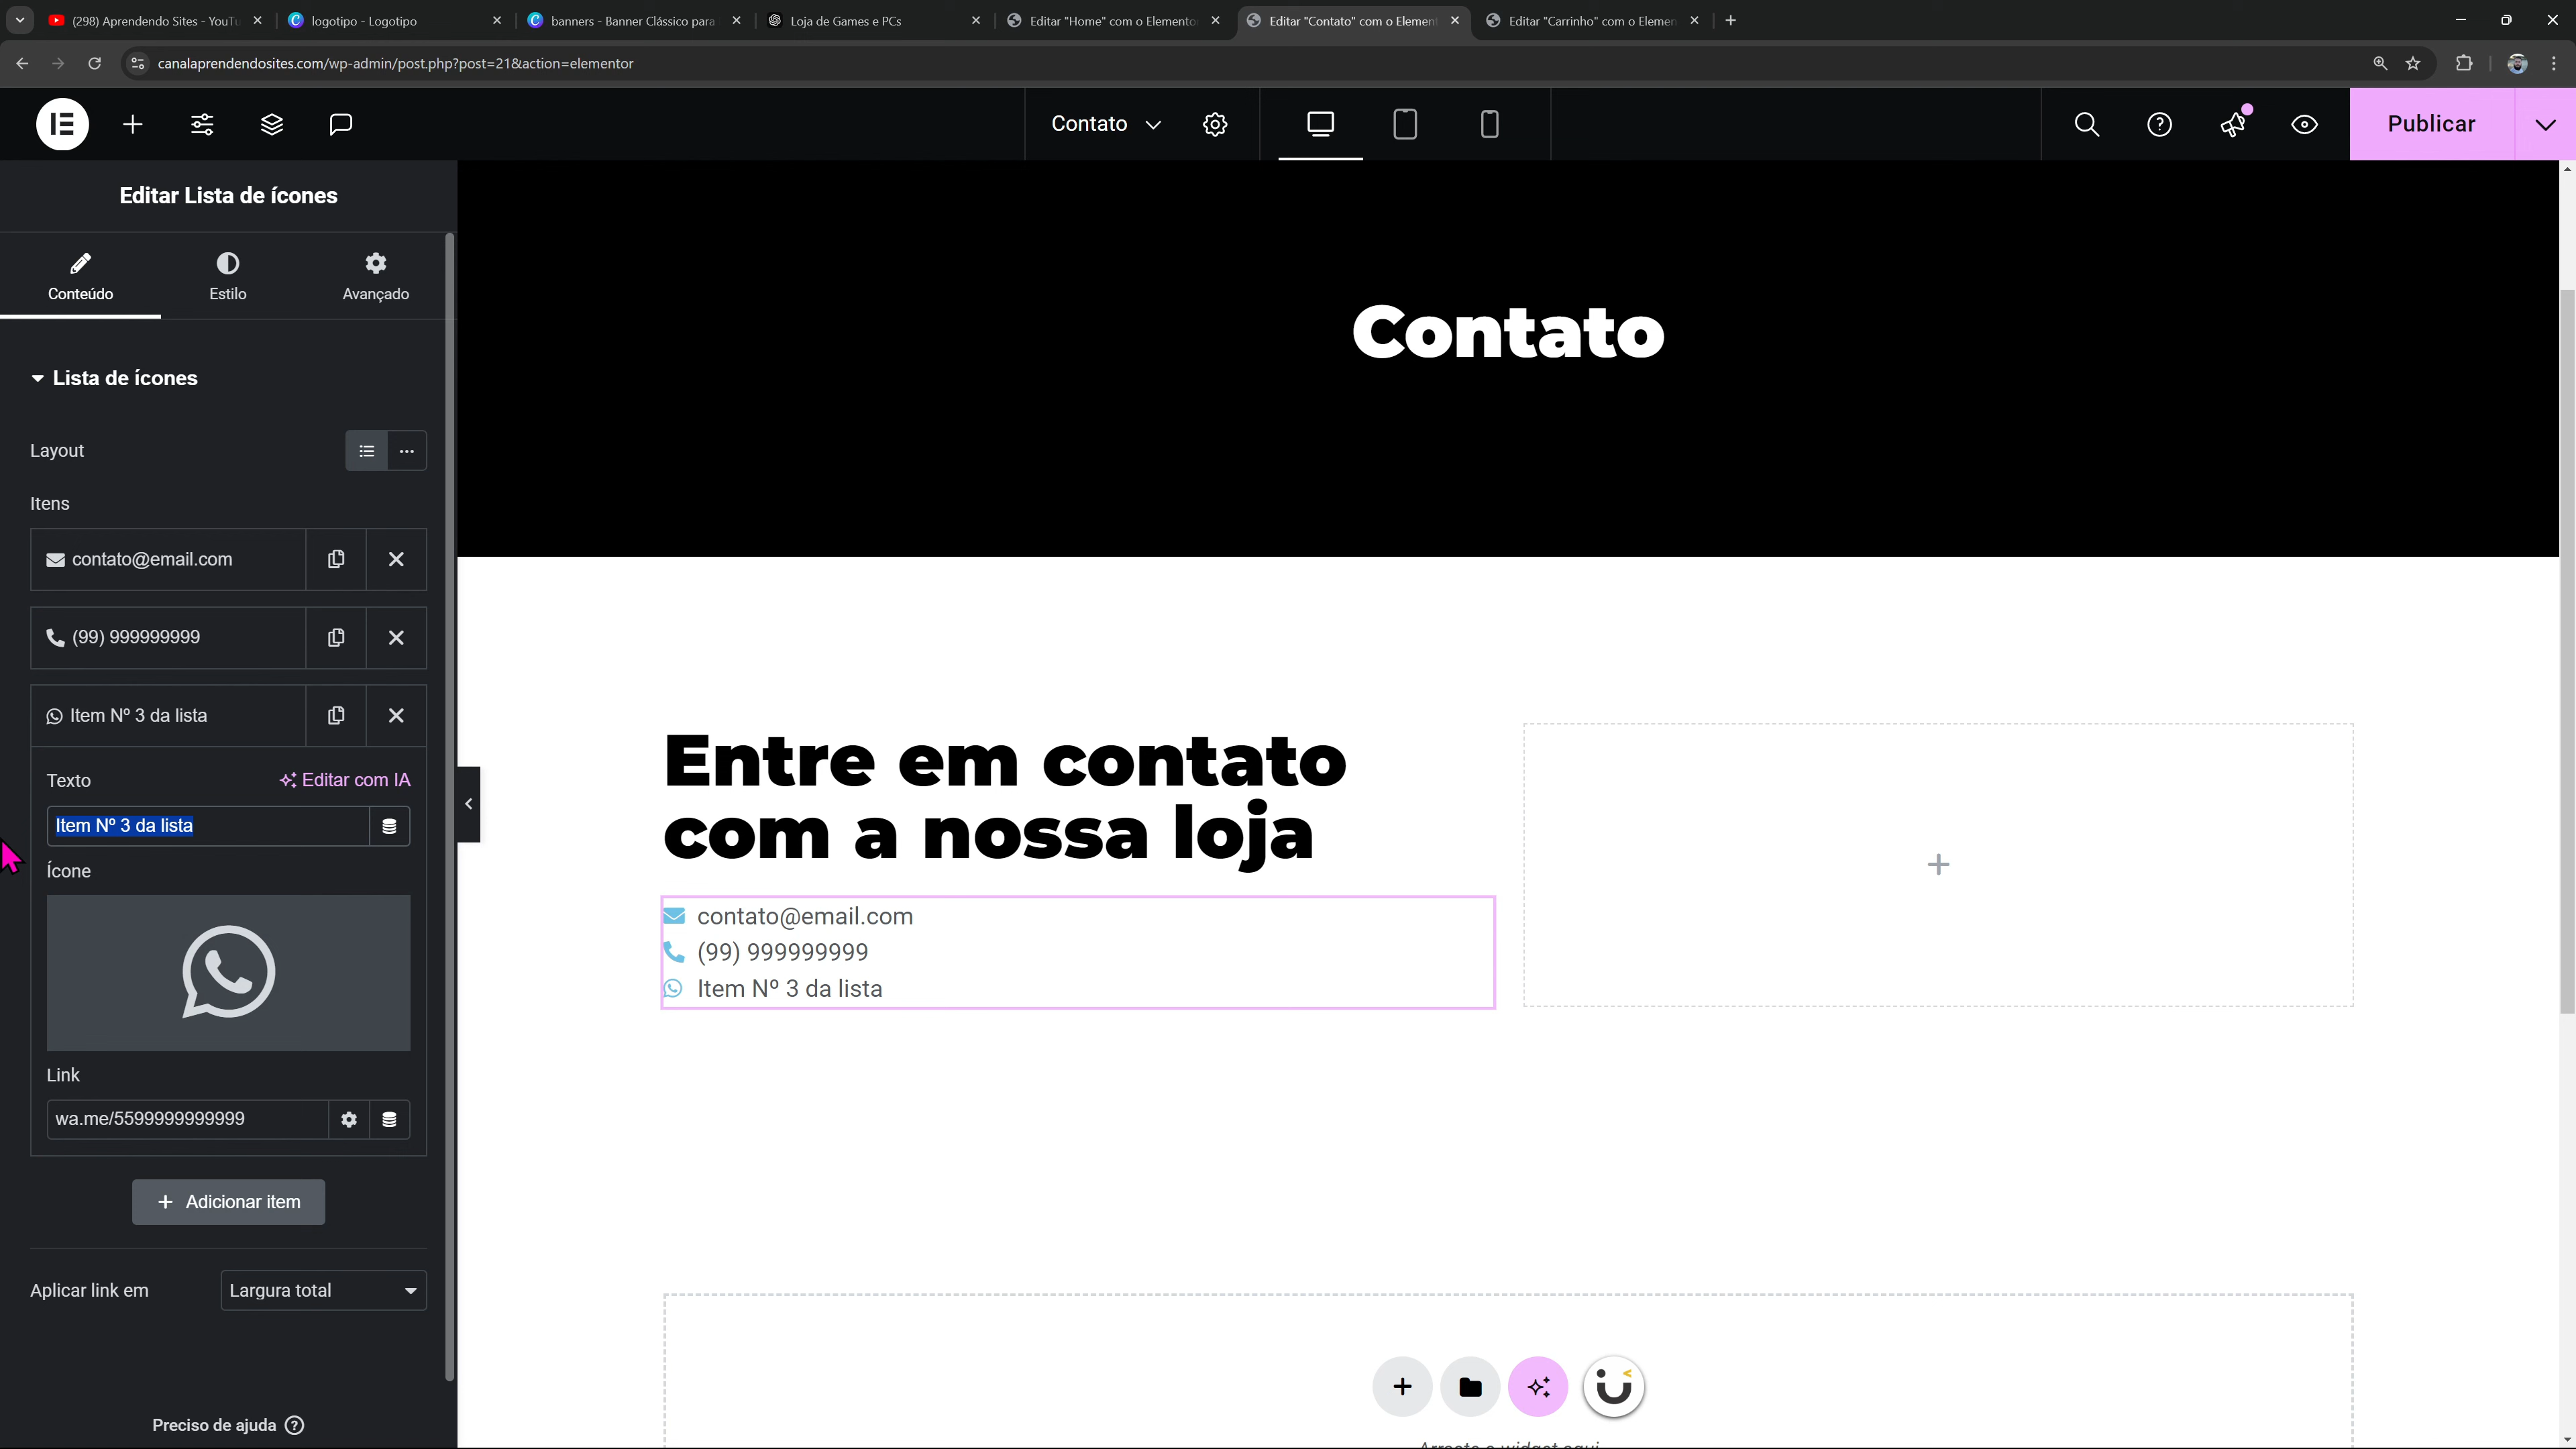 (298) Aprendendo Sites - YouTu
logotipo - Logotipo
banners - Banner Clássico para
Loja de Games e PCs
Editar "Home" com o Elemento
Editar "Contato" com o Element
Editar "Carrinho" com o Elemen
canalaprendendosites.com/wp-admin/post.php?post=21&action=elementor
Contato
Publicar
Editar Lista de ícones
Conteúdo
Estilo
Avançado
Lista de ícones
Layout
Itens
contato@email.com
(99) 999999999
Item Nº 3 da lista
Texto
Editar com IA
Item Nº 3 da lista
Ícone
Link
wa.me/5599999999999
Adicionar item
Aplicar link em
Largura total
Preciso de ajuda
Contato
Entre em contato
com a nossa loja
contato@email.com
(99) 999999999
Item Nº 3 da lista